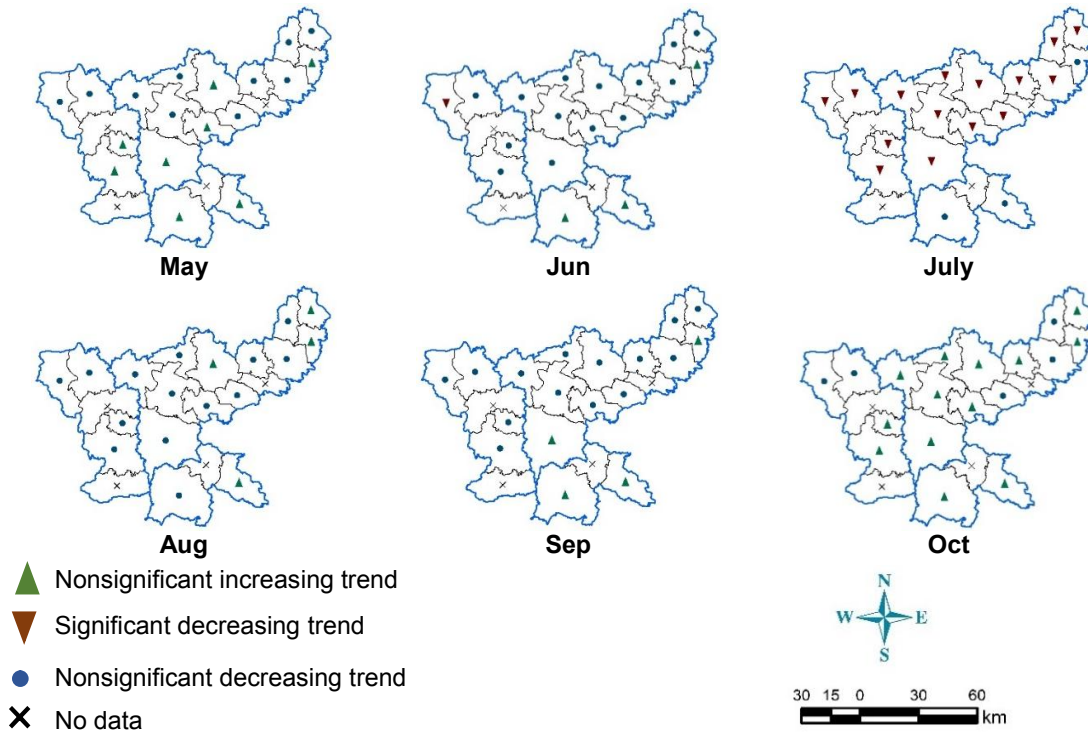 May
Jun
July
Aug
Sep
Oct
Nonsignificant increasing trend
Significant decreasing trend
Nonsignificant decreasing trend
No data
N
W E
S
30 15 0 30 60
km